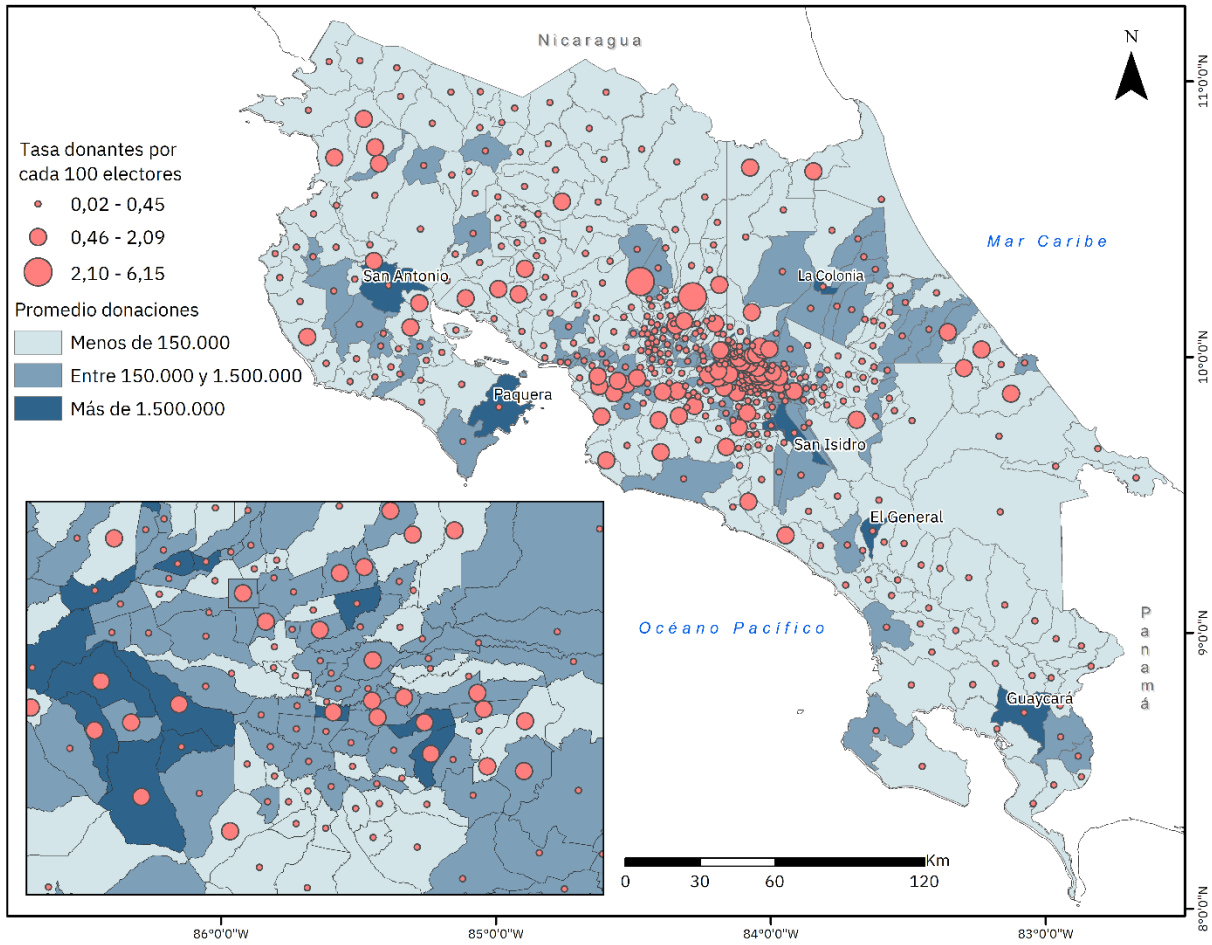 Nicaragua
N
11°0'0"N
Tasa donantes por
cada 100 electores
0,02 - 0,45
0,46 - 2,09
2,10 - 6,15
Promedio donaciones
Menos de 150.000
Entre 150.000 y 1.500.000
Más de 1.500.000
Mar Caribe
San Antonio
La Colonia
10°0'0"N
Paquera
San Isidro
El General
Océano Pacífico
Panamá
9°0'0"N
Guaycará
Km
0 30 60 120
8°0'0"N
86°0'0"W 85°0'0"W 84°0'0"W 83°0'0"W